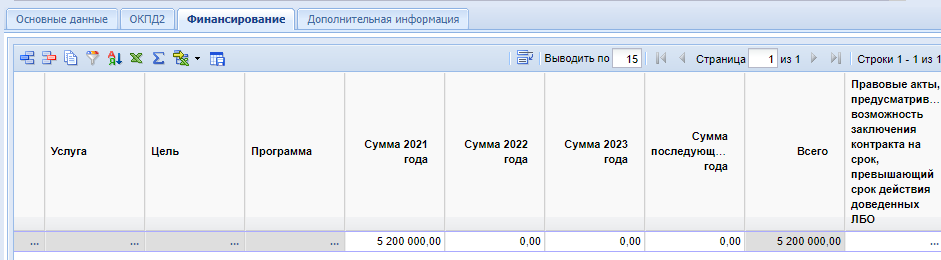 Основные данные ОКПД2 Финансирование Дополнительная информация
Выводить по 15 Страница 1 из 1 Строки 1 - 1 из 1
Услуга
Цель
Программа
Сумма 2021
года
Сумма 2022
года
Сумма 2023
года
Сумма
последующ...
года
Всего
Правовые акты,
предусматрив...
возможность
заключения
контракта на
срок,
превышающий
срок действия
доведенных
ЛБО
... ... ... ... 5 200 000,00 0,00 0,00 0,00 5 200 000,00 ...